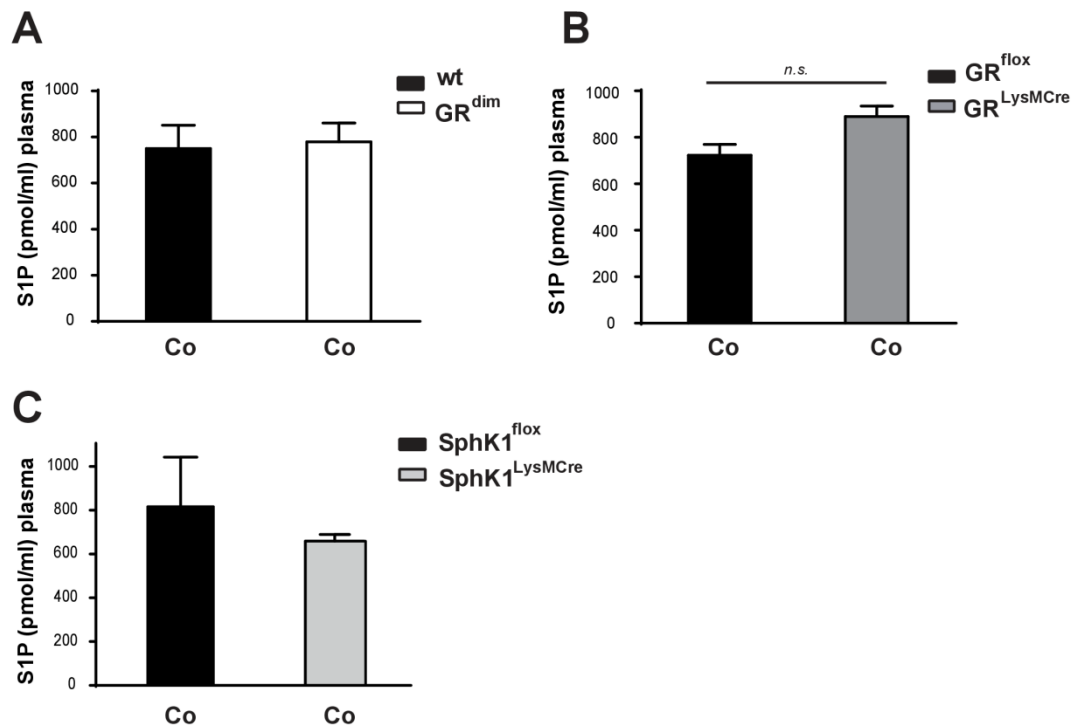 A
wt
GR^dim
S1P (pmol/ml) plasma
1000
800
600
400
200
0
Co Co
B
n.s.
GR^flox
GR^LysMCre
S1P (pmol/ml) plasma
1000
800
600
400
200
0
Co Co
C
SphK1^flox
SphK1^LysMCre
S1P (pmol/ml) plasma
1000
800
600
400
200
0
Co Co